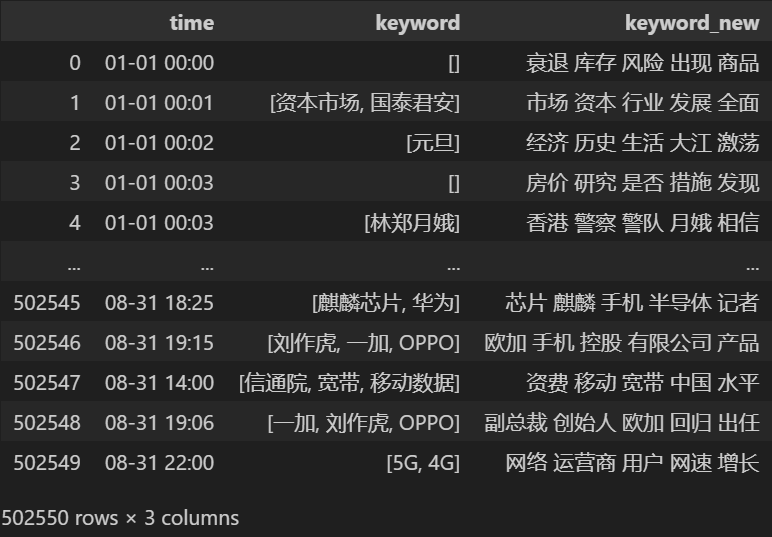 time keyword keyword_new
0 01-01 00:00 [] 衰退 库存 风险 出现 商品
1 01-01 00:01 [资本市场, 国泰君安] 市场 资本 行业 发展 全面
2 01-01 00:02 [元旦] 经济 历史 生活 大江 激荡
3 01-01 00:03 [] 房价 研究 是否 措施 发现
4 01-01 00:03 [林郑月娥] 香港 警察 警队 月娥 相信
... ... ... ...
502545 08-31 18:25 [麒麟芯片, 华为] 芯片 麒麟 手机 半导体 记者
502546 08-31 19:15 [刘作虎, 一加, OPPO] 欧加 手机 控股 有限公司 产品
502547 08-31 14:00 [信通院, 宽带, 移动数据] 资费 移动 宽带 中国 水平
502548 08-31 19:06 [一加, 刘作虎, OPPO] 副总裁 创始人 欧加 回归 出任
502549 08-31 22:00 [5G, 4G] 网络 运营商 用户 网速 增长
502550 rows × 3 columns